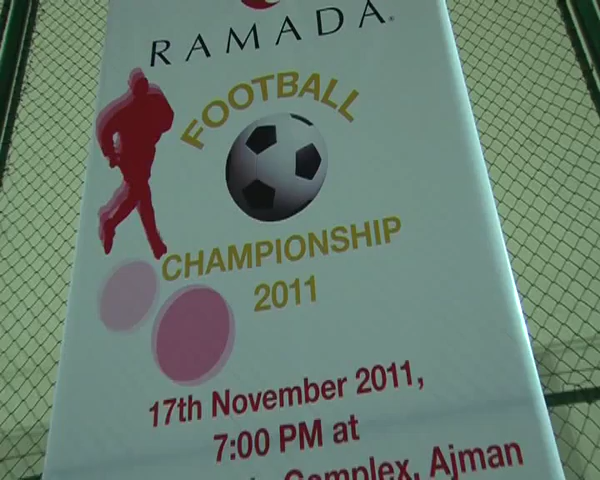 RAMADA®
FOOTBALL
CHAMPIONSHIP
2011
17th November 2011,
7:00 PM at
Complex, Ajman